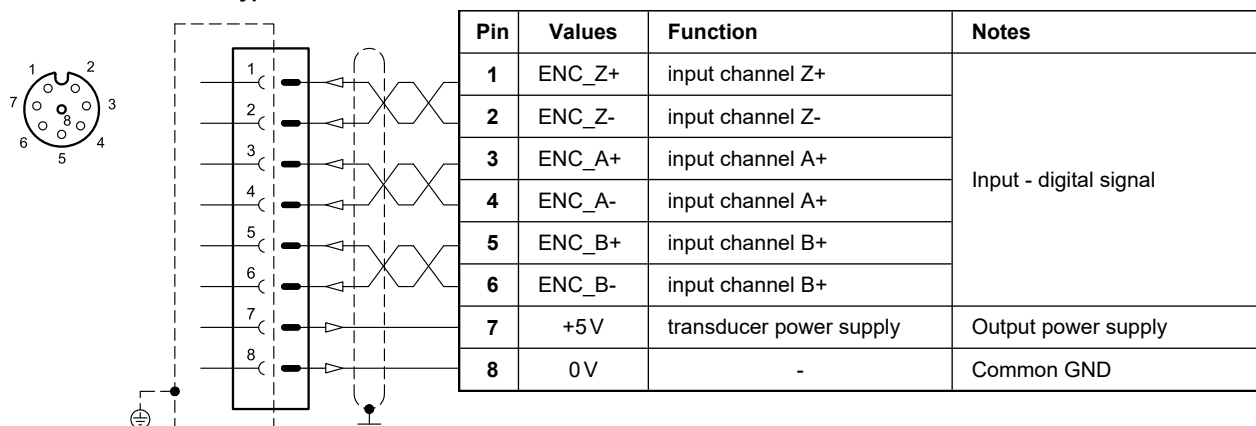 Pin Values Function Notes
1 ENC_Z+ input channel Z+
2 ENC_Z- input channel Z-
3 ENC_A+ input channel A+
4 ENC_A- input channel A+
5 ENC_B+ input channel B+
6 ENC_B- input channel B+
Input - digital signal
7 +5V transducer power supply Output power supply
8 0V - Common GND
1 2
7 3
8
6 4
5
1
2
3
4
5
6
7
8